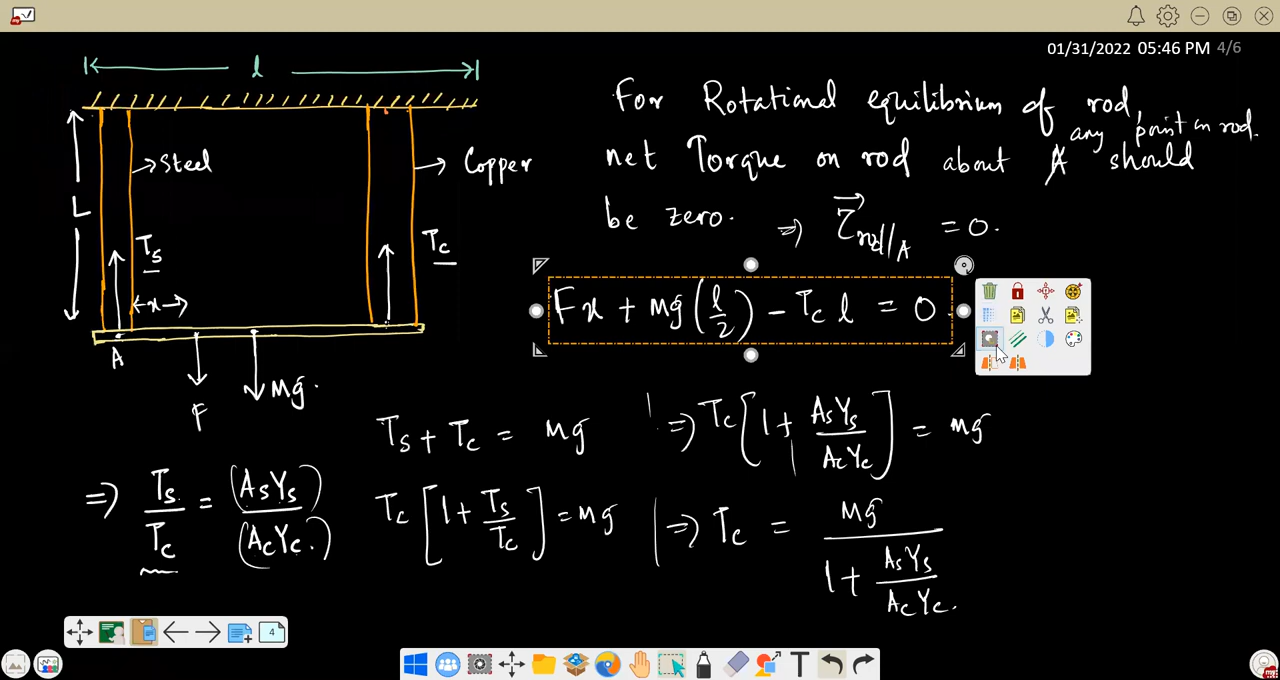 01/31/2022 05:46 PM 4/6
l
For Rotational equilibrium of rod,
any point on rod.
net Torque on rod about A should
be zero. ⇒ τ⃗rod/A = 0.
→Steel
→ Copper
L
Ts
Tc
←x→
A
F
Mg.
Fx + Mg(l/2) - Tc l = 0.
Ts + Tc = Mg
⇒ Tc[1 + AsYs/AcYc] = Mg
⇒ Ts/Tc = (AsYs)/(AcYc.)
Tc[1 + Ts/Tc] = Mg
⇒ Tc = Mg/(1 + AsYs/AcYc.)
4
T